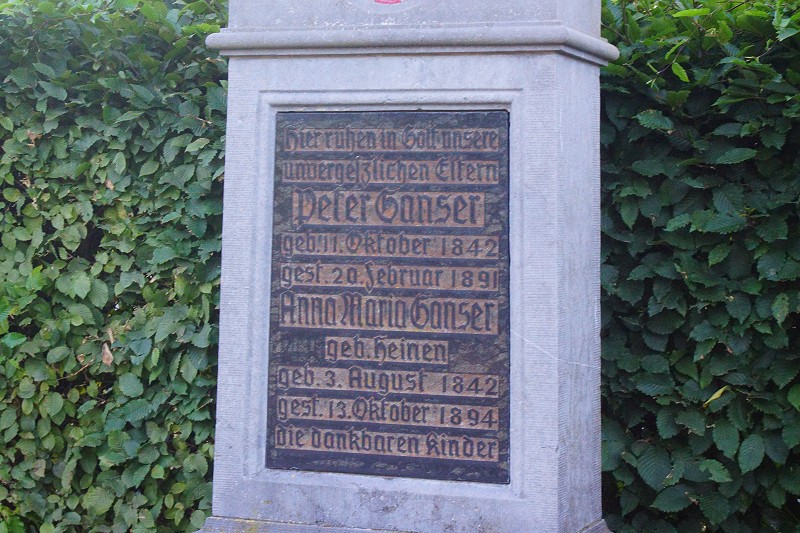 Hier ruhen in Gott unsere
unvergeßlichen Eltern
Peter Ganser
geb. 11. Oktober 1842
gest. 20. Februar 1891
Anna Maria Ganser
geb. Heinen
geb. 3. August 1842
gest. 13. Oktober 1894
die dankbaren Kinder